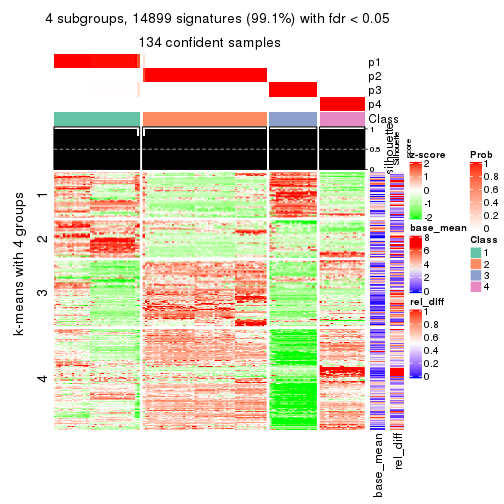 4 subgroups, 14899 signatures (99.1%) with fdr < 0.05
134 confident samples
p1
p2
p3
p4
Class
1
0.5
0
Silhouette
score
k-means with 4 groups
1
2
3
4
base_mean
rel_diff
z-score
2
1
0
-1
-2
base_mean
8
6
4
2
0
rel_diff
1
0.8
0.6
0.4
0.2
0
Prob
1
0.8
0.6
0.4
0.2
0
Class
1
2
3
4